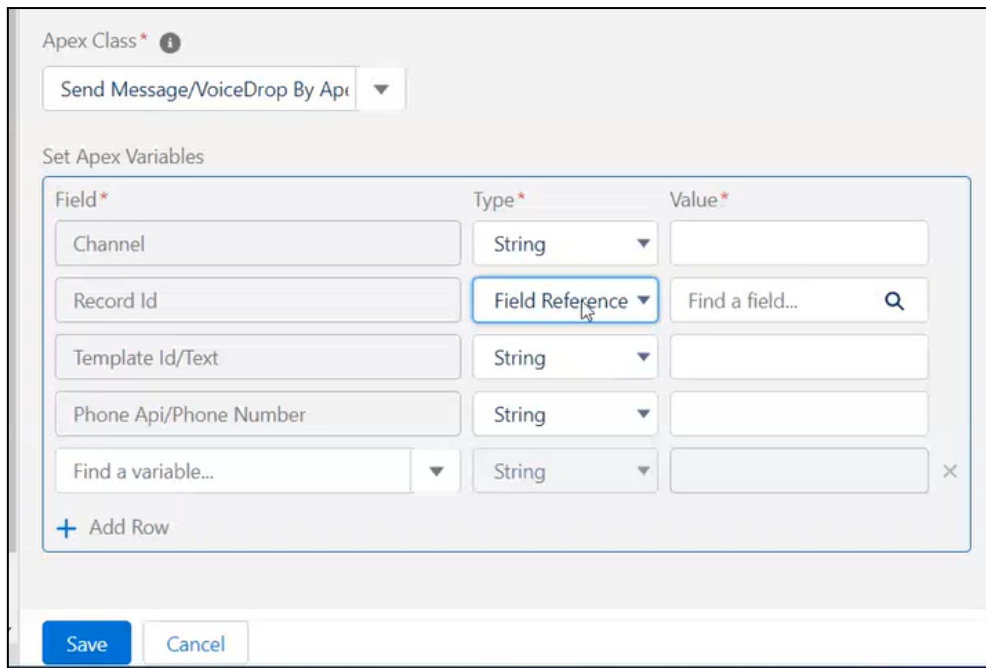 Apex Class*
Send Message/VoiceDrop By Ape
Set Apex Variables
Field* Type* Value*
Channel String
Record Id Field Reference Find a field...
Template Id/Text String
Phone Api/Phone Number String
Find a variable... String
+ Add Row
Save Cancel